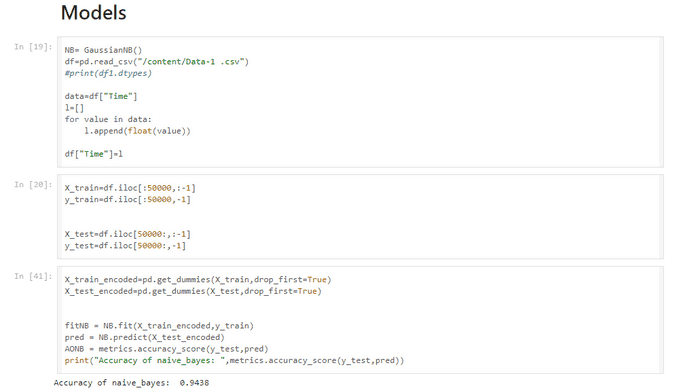 Models
In [19]:
NB= GaussianNB()
df=pd.read_csv("/content/Data-1 .csv")
#print(df1.dtypes)
data=df["Time"]
l=[]
for value in data:
    l.append(float(value))
df["Time"]=l
In [20]:
X_train=df.iloc[:50000,:-1]
y_train=df.iloc[:50000,-1]
X_test=df.iloc[50000:,:-1]
y_test=df.iloc[50000:,-1]
In [41]:
X_train_encoded=pd.get_dummies(X_train,drop_first=True)
X_test_encoded=pd.get_dummies(X_test,drop_first=True)
fitNB = NB.fit(X_train_encoded,y_train)
pred = NB.predict(X_test_encoded)
AONB = metrics.accuracy_score(y_test,pred)
print("Accuracy of naive_bayes: ",metrics.accuracy_score(y_test,pred))
Accuracy of naive_bayes:  0.9438